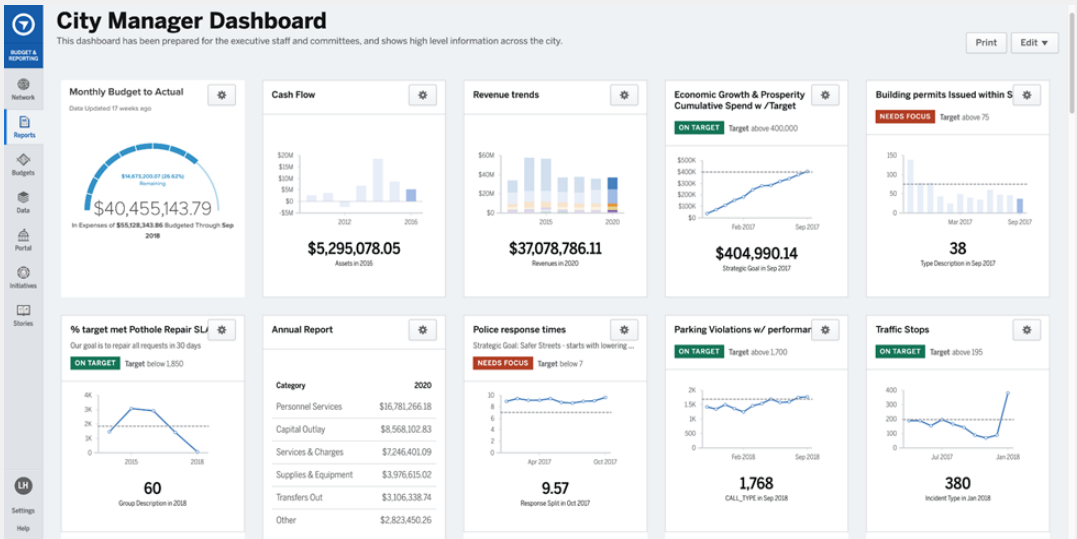 City Manager Dashboard
This dashboard has been prepared for the executive staff and committees, and shows high level information across the city.
Print
Edit ▼
BUDGET &
REPORTING
Network
Reports
Budgets
Data
Portal
Initiatives
Stories
LH
Settings
Help
Monthly Budget to Actual
Data Updated 17 weeks ago
$14,673,200.07 (26.62%)
Remaining
$40,455,143.79
In Expenses of $55,128,343.86 Budgeted Through Sep
2018
Cash Flow
$20M
$15M
$10M
$5M
$0
-$5M
2012
2016
$5,295,078.05
Assets in 2016
Revenue trends
$60M
$40M
$20M
$0
2015
2020
$37,078,786.11
Revenues in 2020
Economic Growth & Prosperity
Cumulative Spend w /Target
ON TARGET Target above 400,000
$500K
$400K
$300K
$200K
$100K
$0
Feb 2017
Sep 2017
$404,990.14
Strategic Goal in Sep 2017
Building permits Issued within S
NEEDS FOCUS Target above 75
150
100
50
0
Mar 2017
Sep 2017
38
Type Description in Sep 2017
% target met Pothole Repair SL
Our goal is to repair all requests in 30 days
ON TARGET Target below 1,850
4K
3K
2K
1K
0
2015
2018
60
Group Description in 2018
Annual Report
Category 2020
Personnel Services $16,781,266.18
Capital Outlay $8,568,102.83
Services & Charges $7,246,401.09
Supplies & Equipment $3,976,615.02
Transfers Out $3,106,338.74
Other $2,823,450.26
Police response times
Strategic Goal: Safer Streets - starts with lowering ...
NEEDS FOCUS Target below 7
10
8
6
4
2
0
Apr 2017
Oct 2017
9.57
Response Split in Oct 2017
Parking Violations w/ performar
ON TARGET Target above 1,700
2K
1.5K
1K
500
0
Feb 2018
Sep 2018
1,768
CALL_TYPE in Sep 2018
Traffic Stops
ON TARGET Target above 195
400
300
200
100
0
Jul 2017
Jan 2018
380
Incident Type in Jan 2018